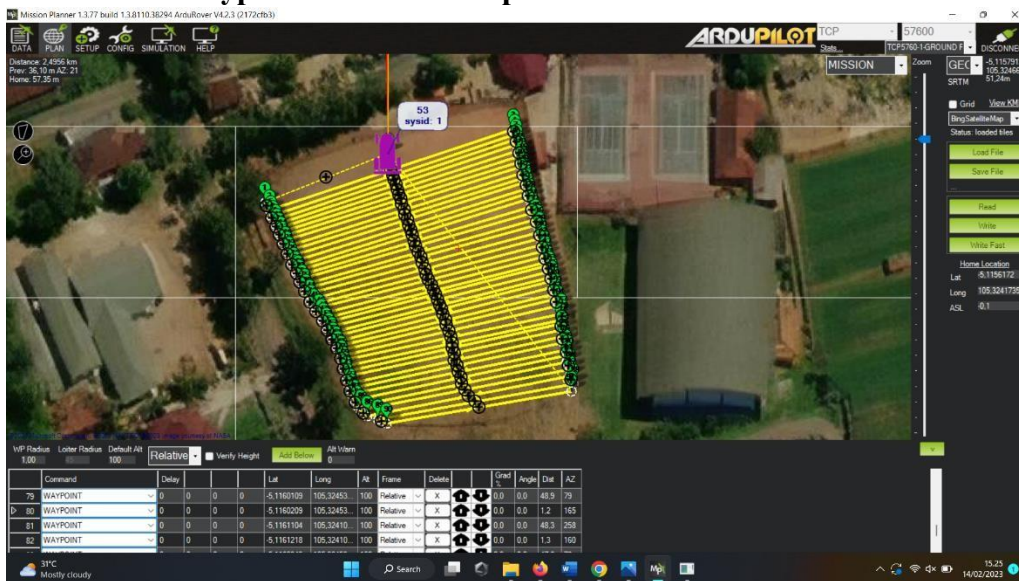 Mission Planner 1.3.77 build 1.3.8110.38294 ArduRover V4.2.3 (2172cfb3)
DATA PLAN SETUP CONFIG SIMULATION HELP
ARDUPILOT
TCP 57600
Stats... TCP5760-1-GROUND R
DISCONNE
Distance: 2,4956 km
Prev: 36,10 m AZ: 21
Home: 57,35 m
53
sysid: 1
MISSION
Zoom
GEO
-5,115791
105,32466
SRTM 51,24m
Grid View KM
BingSatelliteMap
Status: loaded tiles
Load File
Save File
...
Read
Write
Write Fast
Home Location
Lat -5,1156172
Long 105,3241735
ASL -0,1
WP Radius Loiter Radius Default Alt
1,00 100 Relative Verify Height Add Below Alt Warn 0
Command Delay Lat Long Alt Frame Delete Grad % Angle Dist AZ
79 WAYPOINT 0 0 0 0 -5,1160109 105,32453... 100 Relative X 0,0 0,0 48,9 79
80 WAYPOINT 0 0 0 0 -5,1160209 105,32453... 100 Relative X 0,0 0,0 1,2 165
81 WAYPOINT 0 0 0 0 -5,1161104 105,32410... 100 Relative X 0,0 0,0 48,3 258
82 WAYPOINT 0 0 0 0 -5,1161218 105,32410... 100 Relative X 0,0 0,0 1,3 160
31°C
Mostly cloudy
Search
15.25
14/02/2023